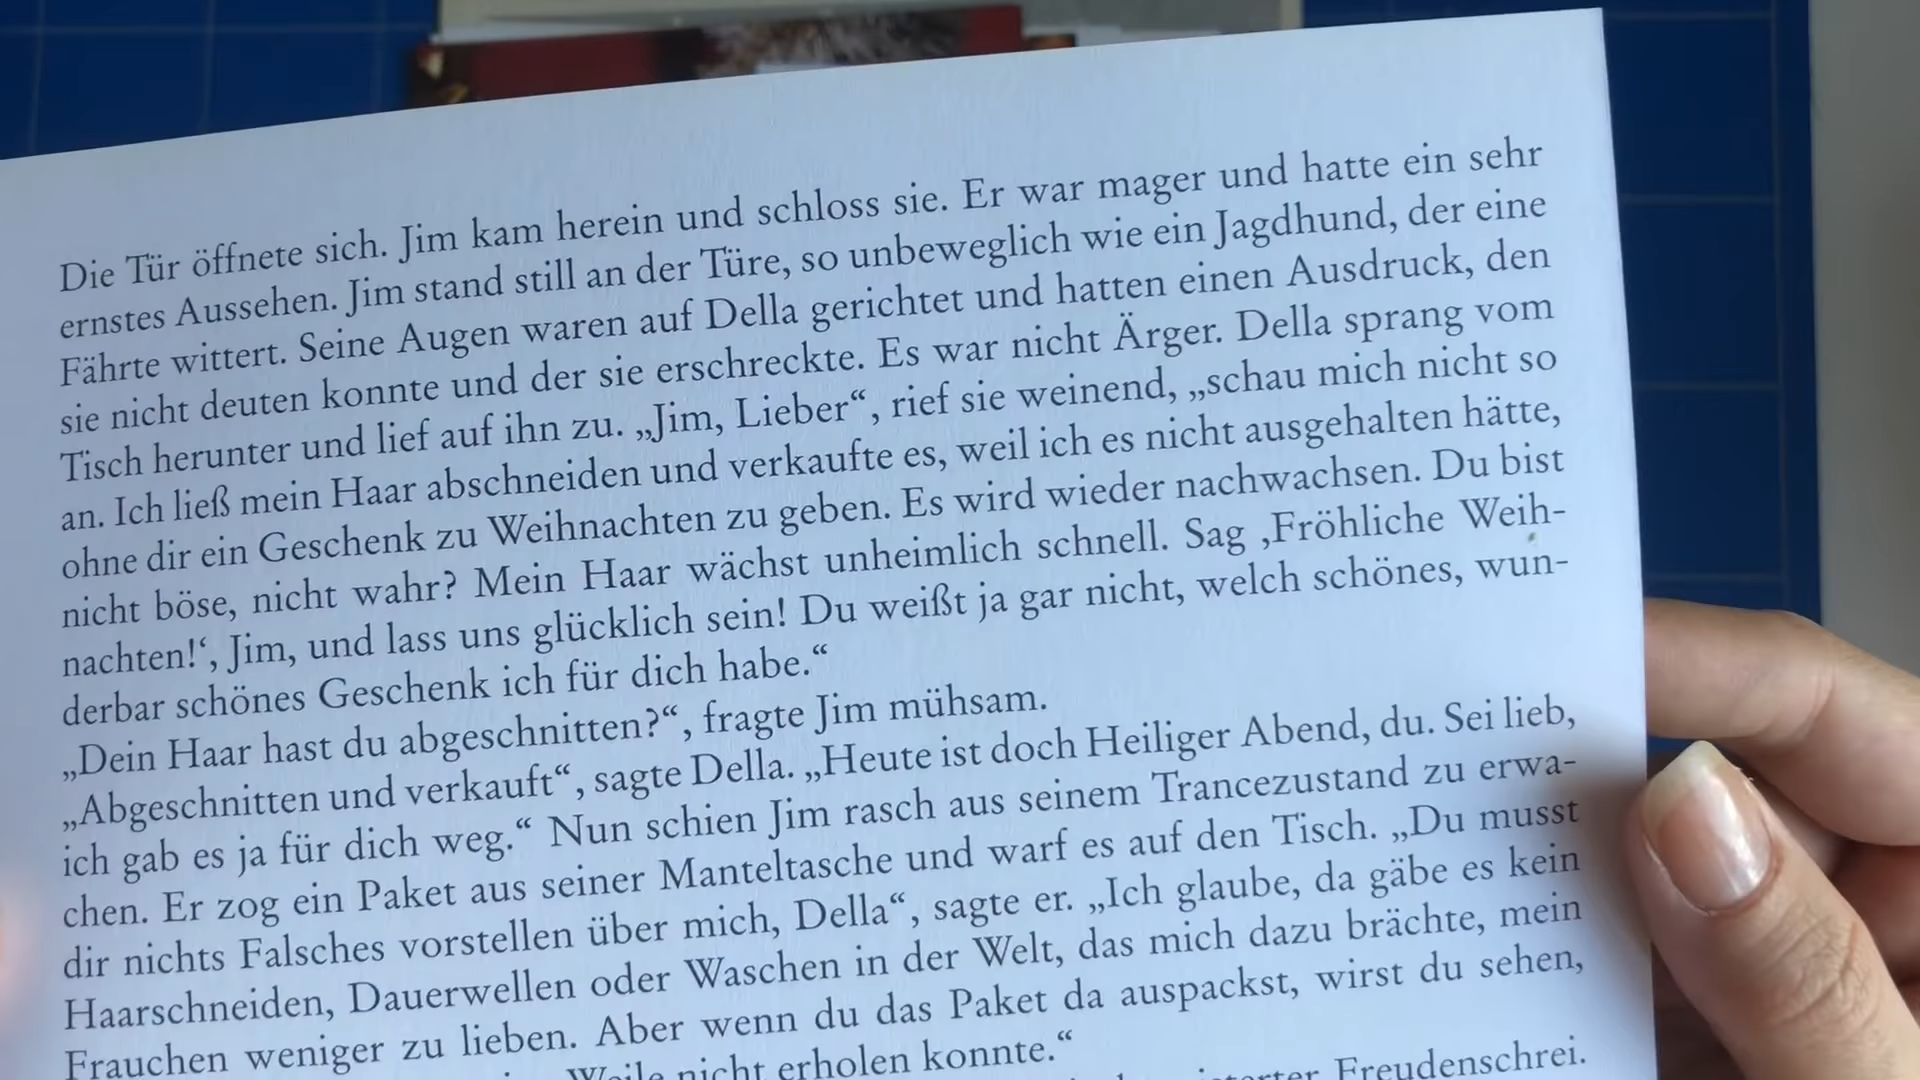 Die Tür öffnete sich. Jim kam herein und schloss sie. Er war mager und hatte ein sehr
ernstes Aussehen. Jim stand still an der Türe, so unbeweglich wie ein Jagdhund, der eine
Fährte wittert. Seine Augen waren auf Della gerichtet und hatten einen Ausdruck, den
sie nicht deuten konnte und der sie erschreckte. Es war nicht Ärger. Della sprang vom
Tisch herunter und lief auf ihn zu. „Jim, Lieber“, rief sie weinend, „schau mich nicht so
an. Ich ließ mein Haar abschneiden und verkaufte es, weil ich es nicht ausgehalten hätte,
ohne dir ein Geschenk zu Weihnachten zu geben. Es wird wieder nachwachsen. Du bist
nicht böse, nicht wahr? Mein Haar wächst unheimlich schnell. Sag ‚Fröhliche Weih-
nachten!‘, Jim, und lass uns glücklich sein! Du weißt ja gar nicht, welch schönes, wun-
derbar schönes Geschenk ich für dich habe.“
„Dein Haar hast du abgeschnitten?“, fragte Jim mühsam.
„Abgeschnitten und verkauft“, sagte Della. „Heute ist doch Heiliger Abend, du. Sei lieb,
ich gab es ja für dich weg.“ Nun schien Jim rasch aus seinem Trancezustand zu erwa-
chen. Er zog ein Paket aus seiner Manteltasche und warf es auf den Tisch. „Du musst
dir nichts Falsches vorstellen über mich, Della“, sagte er. „Ich glaube, da gäbe es kein
Haarschneiden, Dauerwellen oder Waschen in der Welt, das mich dazu brächte, mein
Frauchen weniger zu lieben. Aber wenn du das Paket da auspackst, wirst du sehen,
Weile nicht erholen konnte.“
Freudenschrei.